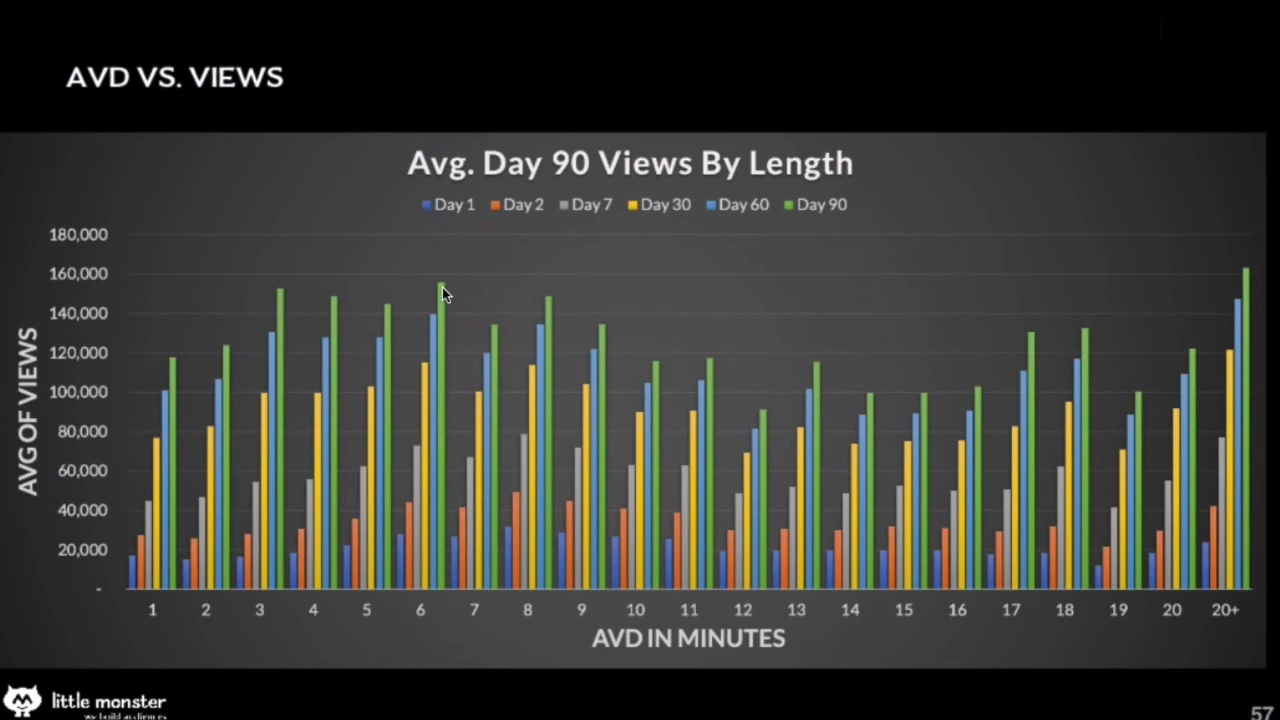 AVD VS. VIEWS
Avg. Day 90 Views By Length
Day 1 Day 2 Day 7 Day 30 Day 60 Day 90
180,000
160,000
140,000
120,000
100,000
80,000
60,000
40,000
20,000
-
AVG OF VIEWS
1 2 3 4 5 6 7 8 9 10 11 12 13 14 15 16 17 18 19 20 20+
AVD IN MINUTES
little monster
we build audiences
57